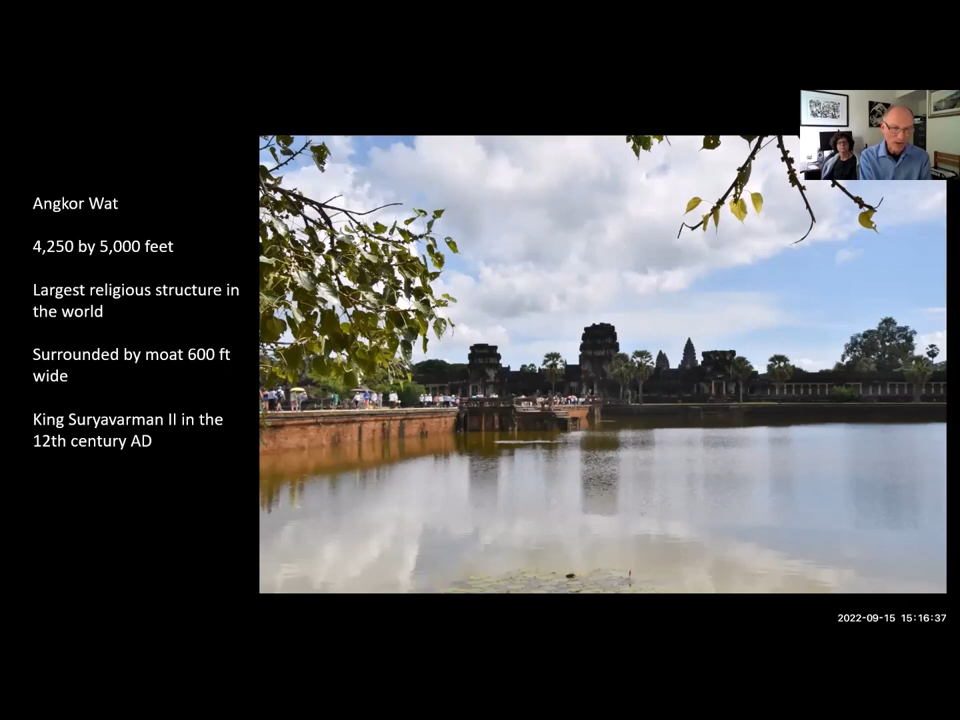 Angkor Wat
4,250 by 5,000 feet
Largest religious structure in
the world
Surrounded by moat 600 ft
wide
King Suryavarman II in the
12th century AD
2022-09-15 15:16:37